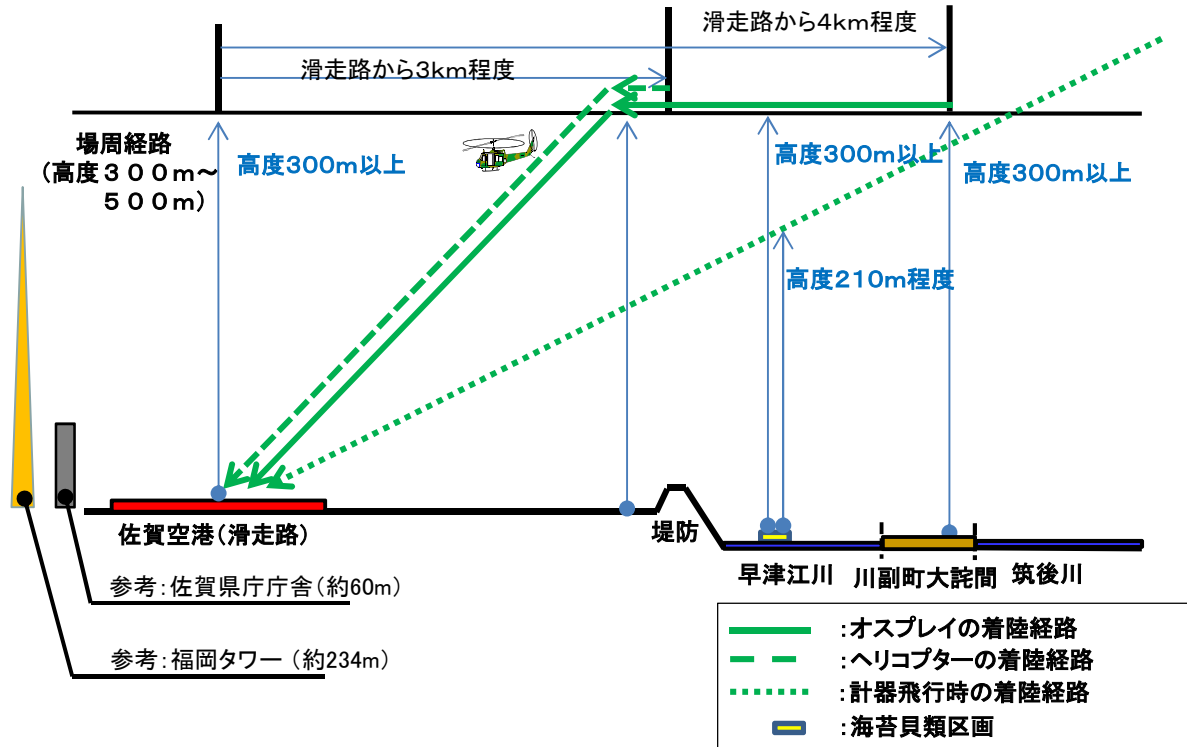 滑走路から4km程度
滑走路から3km程度
場周経路
(高度３００m～
５００m)
高度300m以上
高度300m以上
高度300m以上
高度210m程度
佐賀空港(滑走路)
堤防
早津江川
川副町大詫間
筑後川
参考:佐賀県庁庁舎(約60m)
参考:福岡タワー (約234m)
:オスプレイの着陸経路
:ヘリコプターの着陸経路
:計器飛行時の着陸経路
:海苔貝類区画